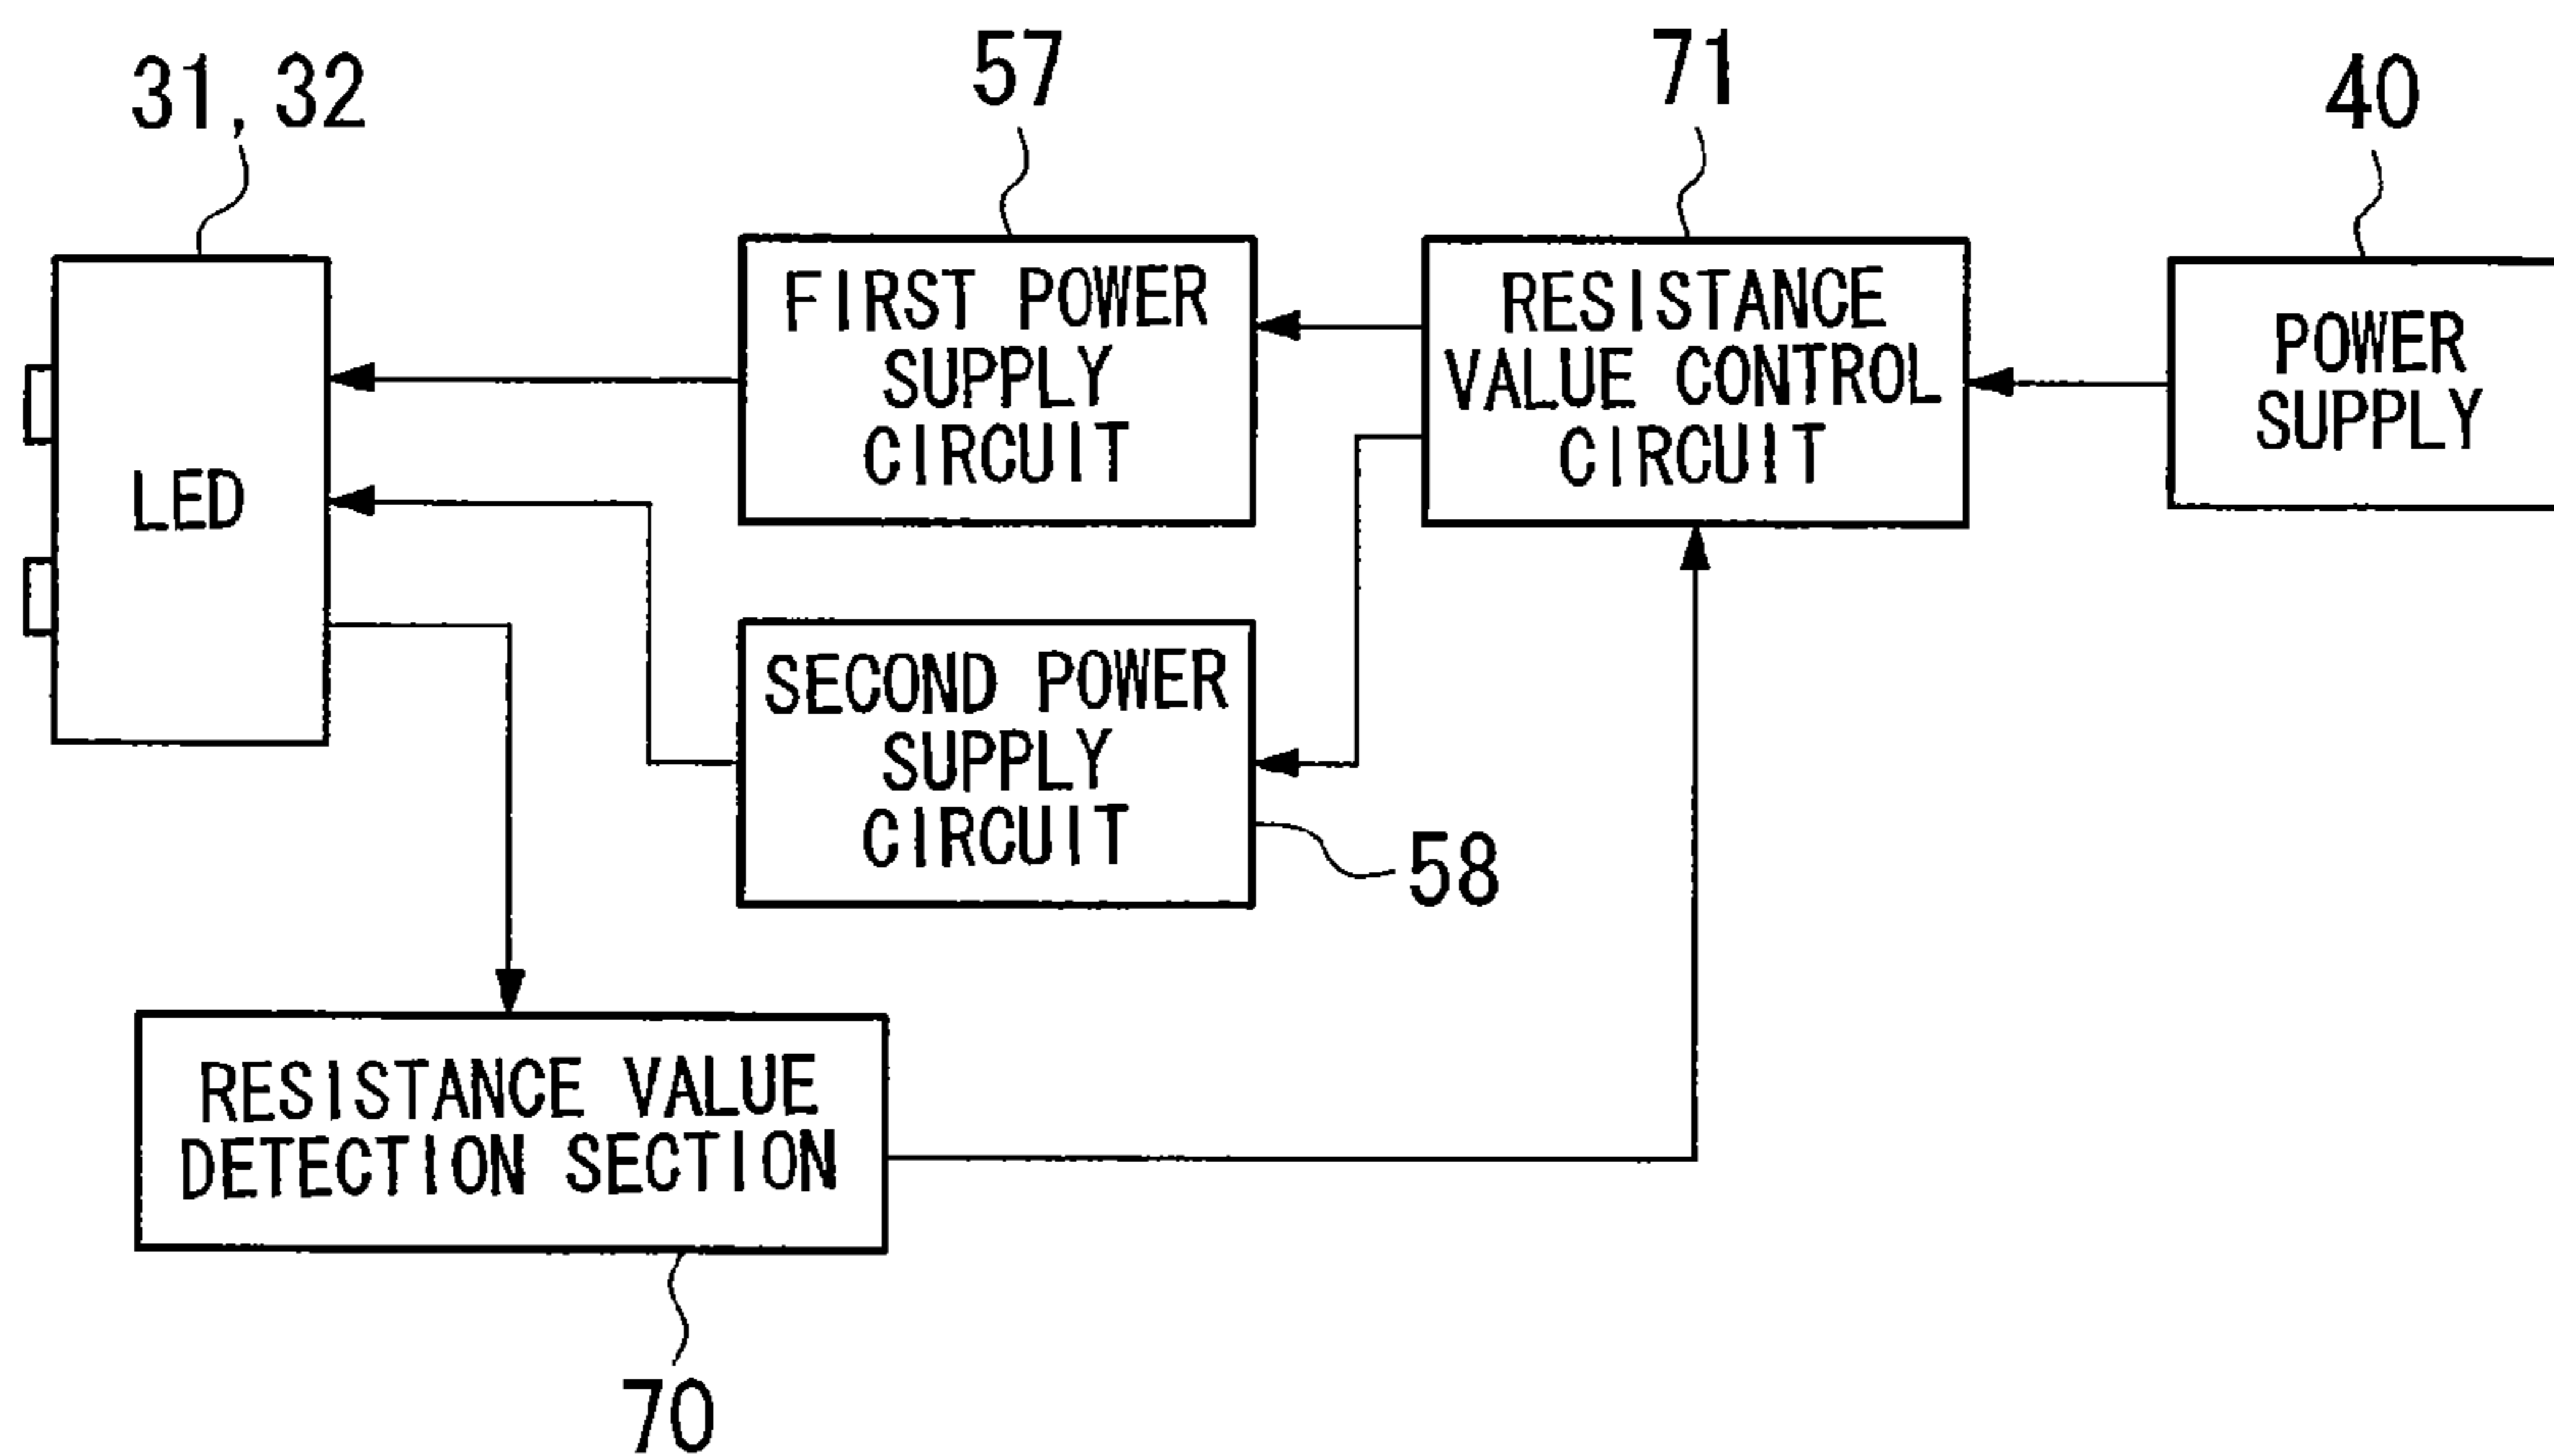 31, 32
57
71
40
LED
FIRST POWER
SUPPLY
CIRCUIT
RESISTANCE
VALUE CONTROL
CIRCUIT
POWER
SUPPLY
SECOND POWER
SUPPLY
CIRCUIT
58
RESISTANCE VALUE
DETECTION SECTION
70